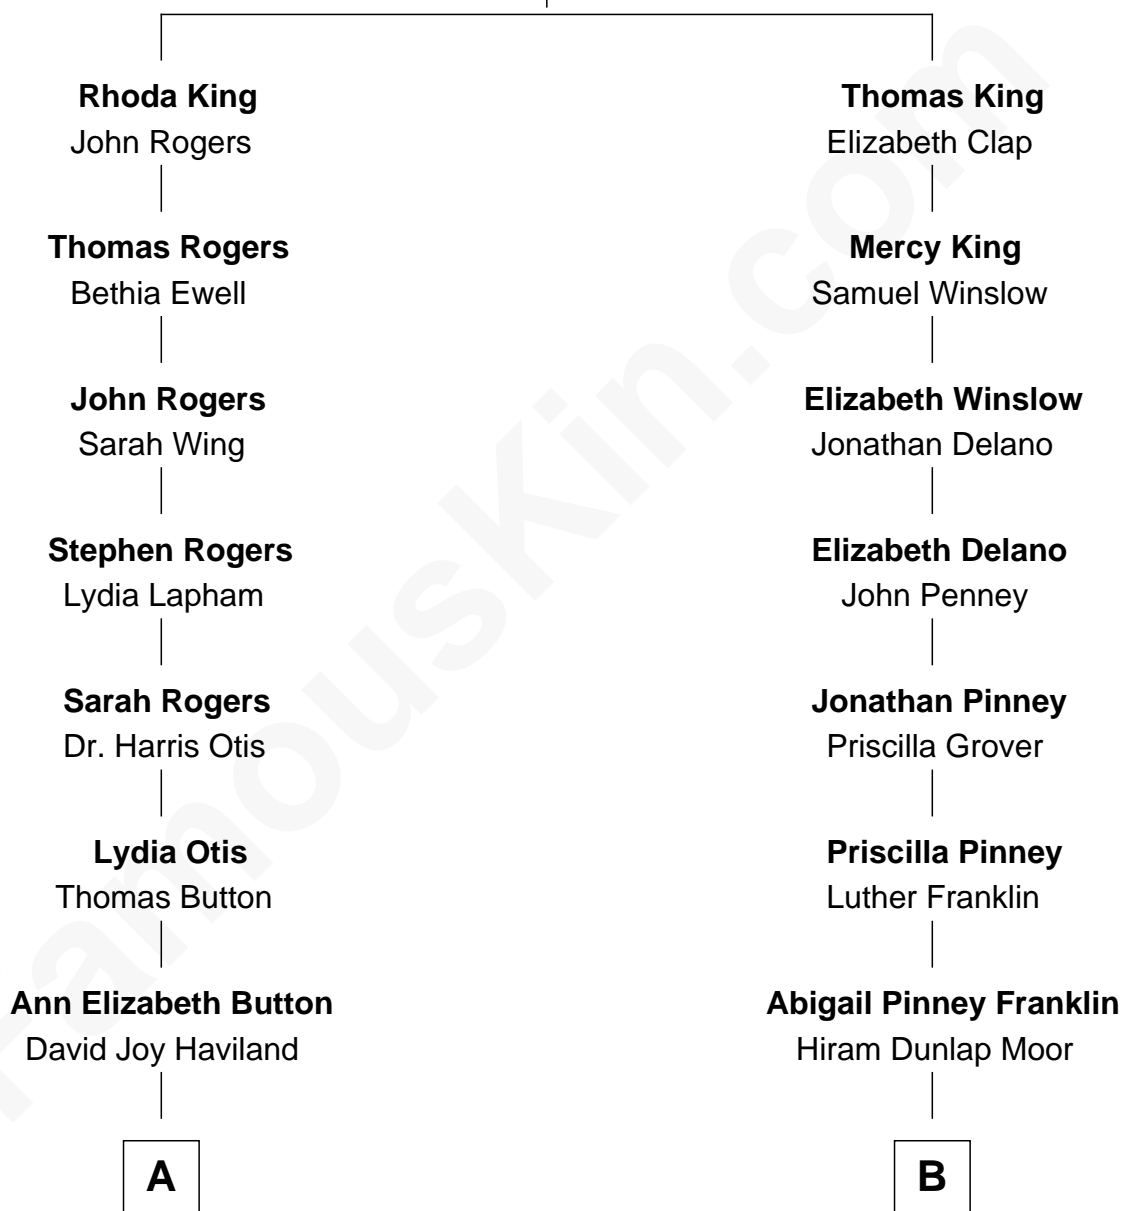 Rhoda King
John Rogers
Thomas Rogers
Bethia Ewell
John Rogers
Sarah Wing
Stephen Rogers
Lydia Lapham
Sarah Rogers
Dr. Harris Otis
Lydia Otis
Thomas Button
Ann Elizabeth Button
David Joy Haviland
A
Thomas King
Elizabeth Clap
Mercy King
Samuel Winslow
Elizabeth Winslow
Jonathan Delano
Elizabeth Delano
John Penney
Jonathan Pinney
Priscilla Grover
Priscilla Pinney
Luther Franklin
Abigail Pinney Franklin
Hiram Dunlap Moor
B
FamousKin.com